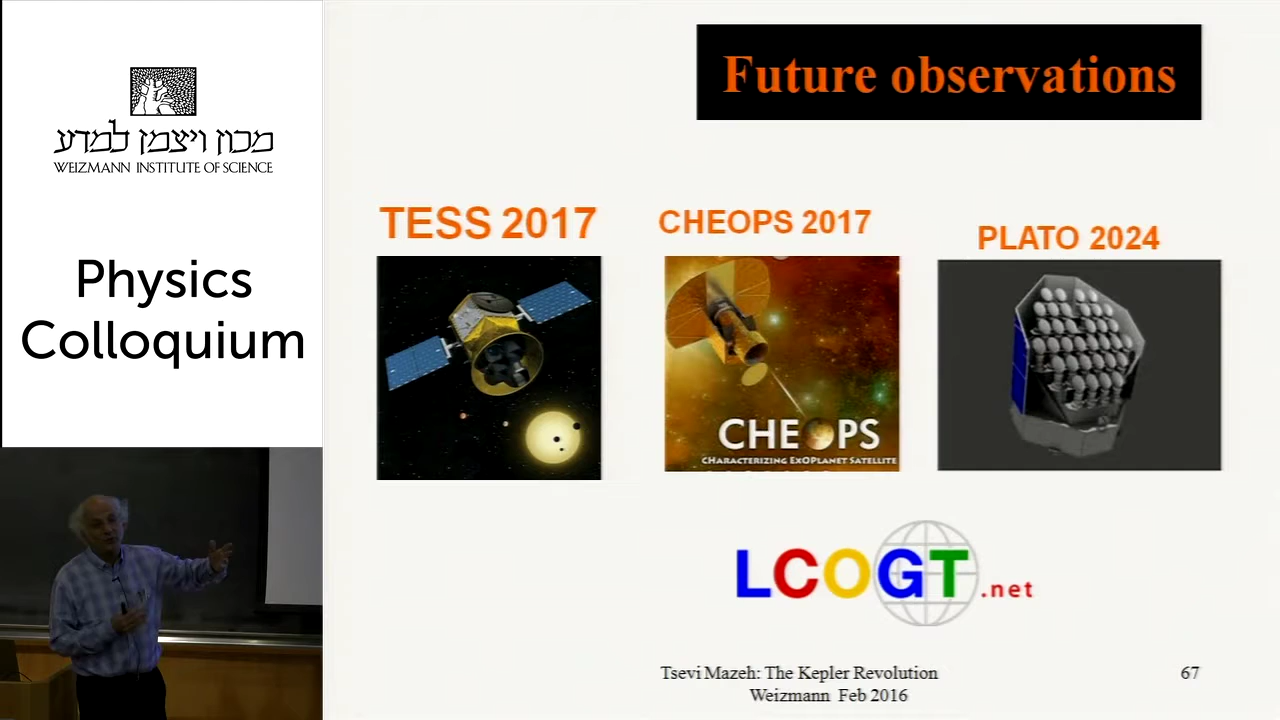 מכון ויצמן למדע
WEIZMANN INSTITUTE OF SCIENCE
Physics
Colloquium
Future observations
TESS 2017
CHEOPS 2017
PLATO 2024
CHEOPS
CHARACTERIZING EXOPLANET SATELLITE
LCOGT.net
Tsevi Mazeh: The Kepler Revolution
Weizmann Feb 2016
67